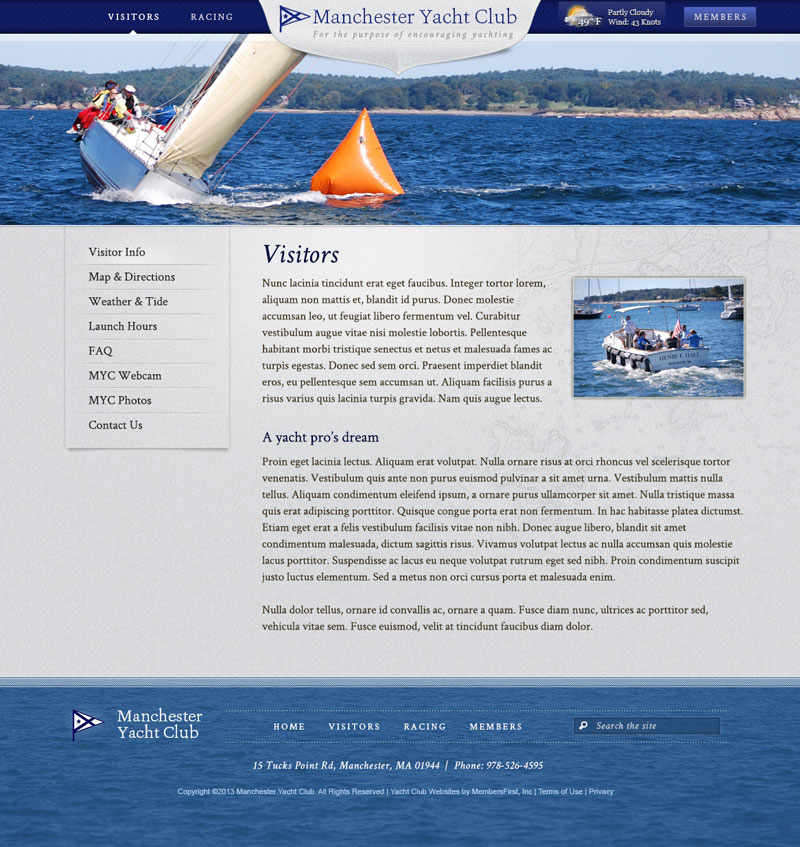 VISITORS
RACING
Manchester Yacht Club
For the purpose of encouraging yachting
49° F
Partly Cloudy
Wind: 43 Knots
MEMBERS
Visitor Info
Map & Directions
Weather & Tide
Launch Hours
FAQ
MYC Webcam
MYC Photos
Contact Us
Visitors
Nunc lacinia tincidunt erat eget faucibus. Integer tortor lorem,
aliquam non mattis et, blandit id purus. Donec molestie
accumsan leo, ut feugiat libero fermentum vel. Curabitur
vestibulum augue vitae nisi molestie lobortis. Pellentesque
habitant morbi tristique senectus et netus et malesuada fames ac
turpis egestas. Donec sed sem orci. Praesent imperdiet blandit
eros, eu pellentesque sem accumsan ut. Aliquam facilisis purus a
risus varius quis lacinia turpis gravida. Nam quis augue lectus.
HENRY E. HALL
A yacht pro's dream
Proin eget lacinia lectus. Aliquam erat volutpat. Nulla ornare risus at orci rhoncus vel scelerisque tortor
venenatis. Vestibulum quis ante non purus euismod pulvinar a sit amet urna. Vestibulum mattis nulla
tellus. Aliquam condimentum eleifend ipsum, a ornare purus ullamcorper sit amet. Nulla tristique massa
quis erat adipiscing porttitor. Quisque congue porta erat non fermentum. In hac habitasse platea dictumst.
Etiam eget erat a felis vestibulum facilisis vitae non nibh. Donec augue libero, blandit sit amet
condimentum malesuada, dictum sagittis risus. Vivamus volutpat lectus ac nulla accumsan quis molestie
lacus porttitor. Suspendisse ac lacus eu neque volutpat rutrum eget sed nibh. Proin condimentum suscipit
justo luctus elementum. Sed a metus non orci cursus porta et malesuada enim.
Nulla dolor tellus, ornare id convallis ac, ornare a quam. Fusce diam nunc, ultrices ac porttitor sed,
vehicula vitae sem. Fusce euismod, velit at tincidunt faucibus diam dolor.
Manchester
Yacht Club
HOME
VISITORS
RACING
MEMBERS
Search the site
15 Tucks Point Rd, Manchester, MA 01944 | Phone: 978-526-4595
Copyright ©2013 Manchester Yacht Club. All Rights Reserved | Yacht Club Websites by MembersFirst, Inc | Terms of Use | Privacy